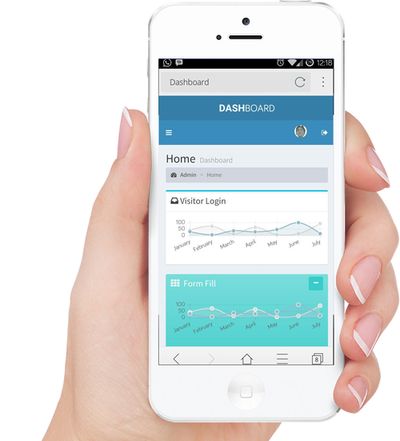 12:18
Dashboard
DASHBOARD
Home Dashboard
Admin Home
Visitor Login
100
50
0
January February March April May June July
Form Fill
100
50
0
January February March April May June July
8